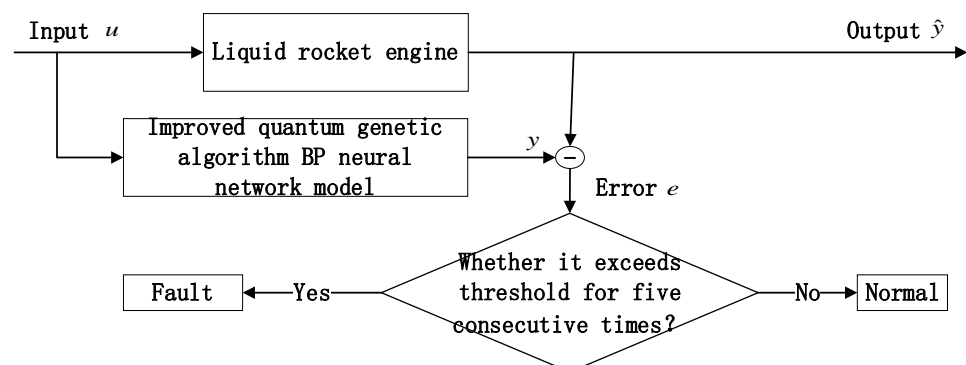 Input u
Output ŷ
Liquid rocket engine
Improved quantum genetic
algorithm BP neural
network model
y
−
Error e
Whether it exceeds
threshold for five
consecutive times?
Fault
Yes
No
Normal